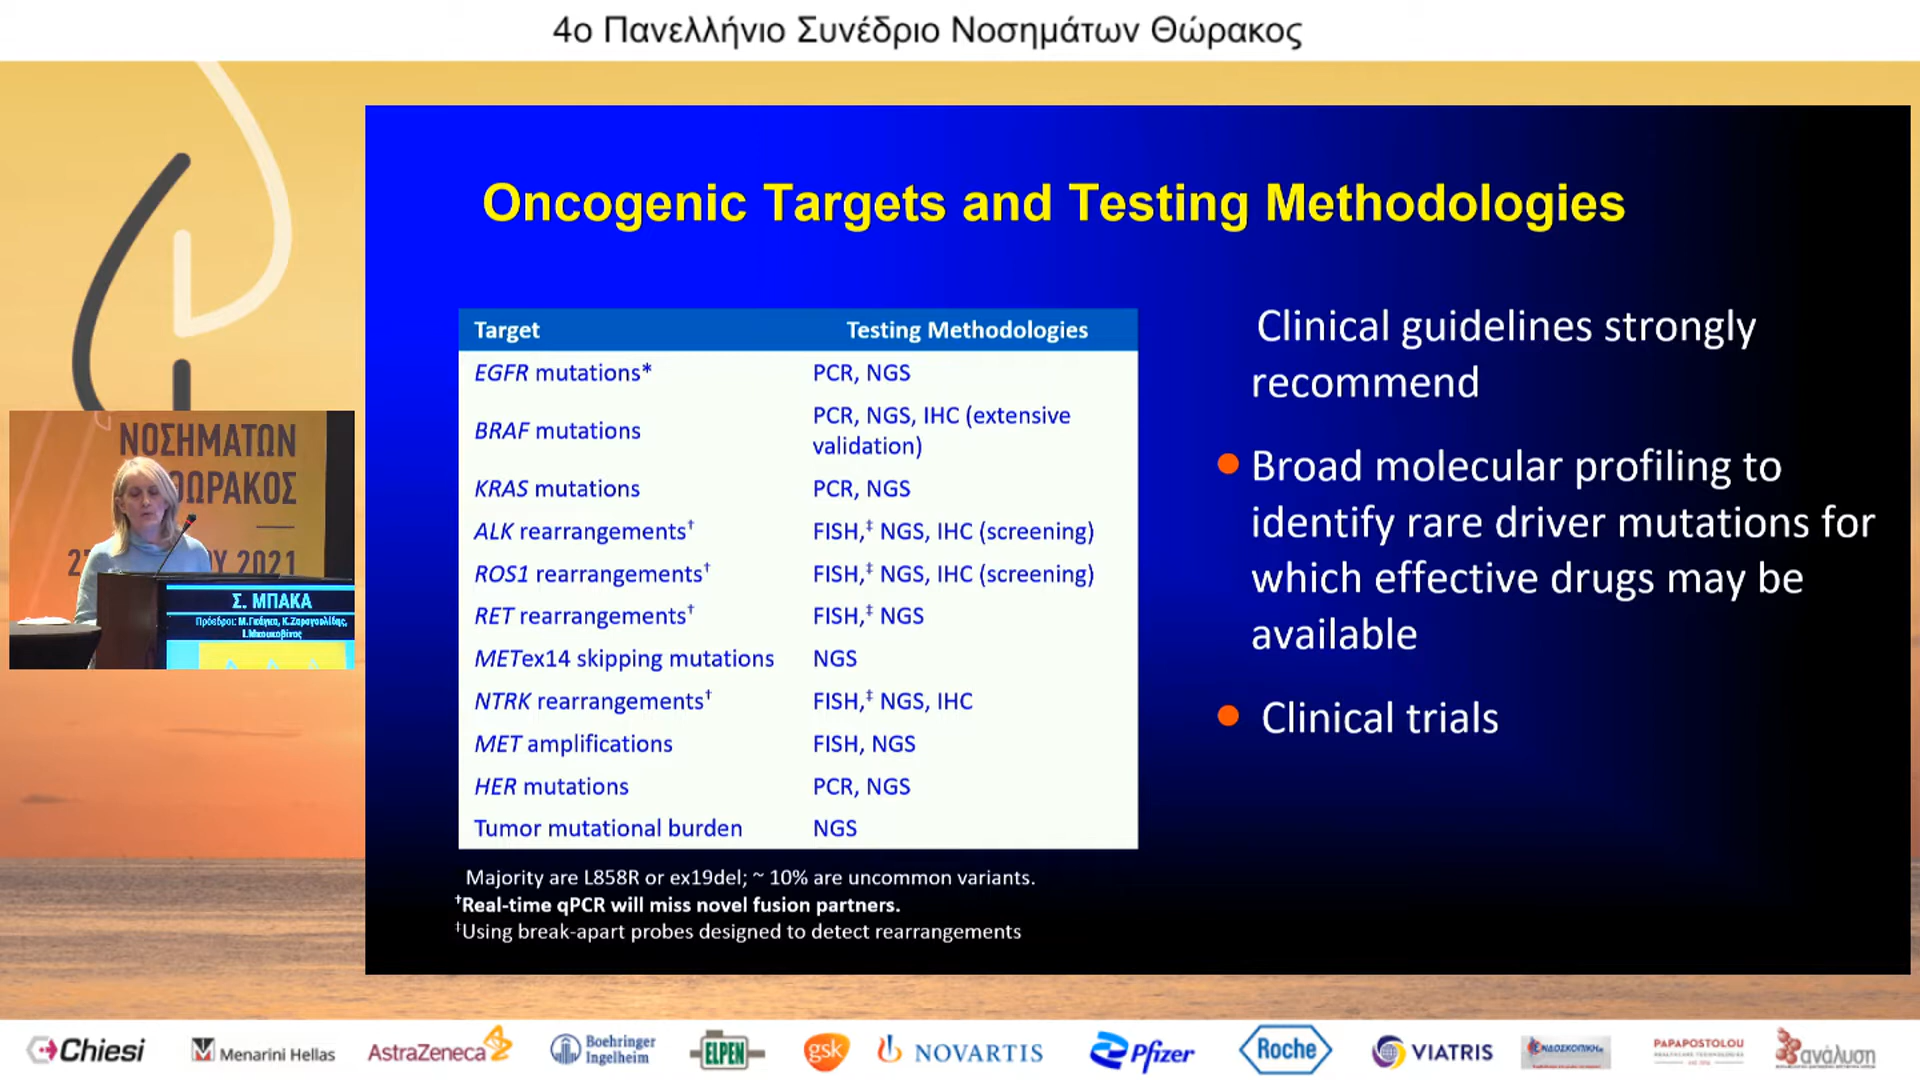 4ο Πανελλήνιο Συνέδριο Νοσημάτων Θώρακος
Oncogenic Targets and Testing Methodologies
Target Testing Methodologies
EGFR mutations* PCR, NGS
BRAF mutations PCR, NGS, IHC (extensive
validation)
KRAS mutations PCR, NGS
ALK rearrangements† FISH,‡ NGS, IHC (screening)
ROS1 rearrangements† FISH,‡ NGS, IHC (screening)
RET rearrangements† FISH,‡ NGS
METex14 skipping mutations NGS
NTRK rearrangements† FISH,‡ NGS, IHC
MET amplifications FISH, NGS
HER mutations PCR, NGS
Tumor mutational burden NGS
Majority are L858R or ex19del; ~ 10% are uncommon variants.
†Real-time qPCR will miss novel fusion partners.
†Using break-apart probes designed to detect rearrangements
Clinical guidelines strongly
recommend
Broad molecular profiling to
identify rare driver mutations for
which effective drugs may be
available
Clinical trials
ΝΟΣΗΜΑΤΩΝ
ΘΩΡΑΚΟΣ
2021
Σ. ΜΠΑΚΑ
Πρόεδροι: Μ.Γκάγκα, Κ.Ζαρογουλίδης,
Chiesi
Menarini Hellas
AstraZeneca
Boehringer
Ingelheim
ELPEN
gsk
NOVARTIS
Pfizer
Roche
VIATRIS
ΕΝΔΟΣΚΟΠΙΚΗ
PAPAPOSTOLOU
ανάλυση